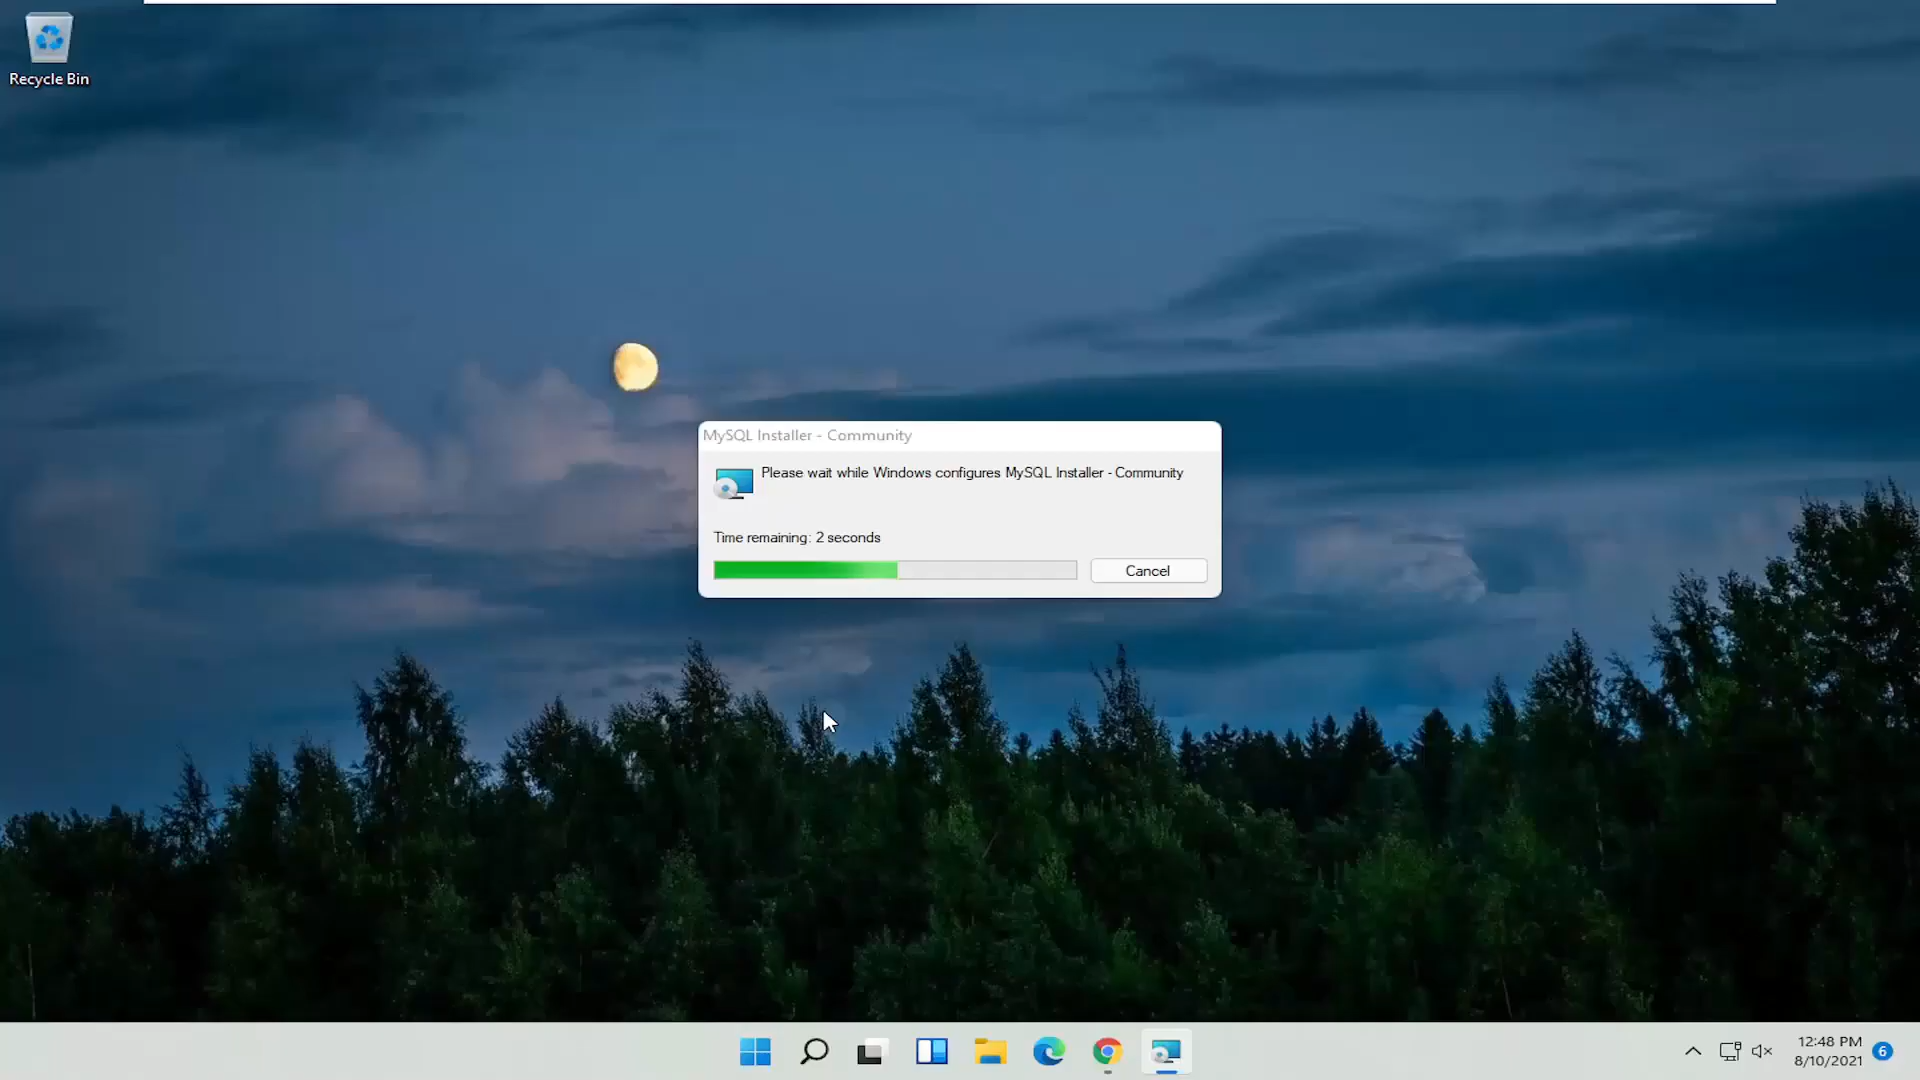 Recycle Bin
MySQL Installer - Community
Please wait while Windows configures MySQL Installer - Community
Time remaining: 2 seconds
Cancel
12:48 PM
8/10/2021
6